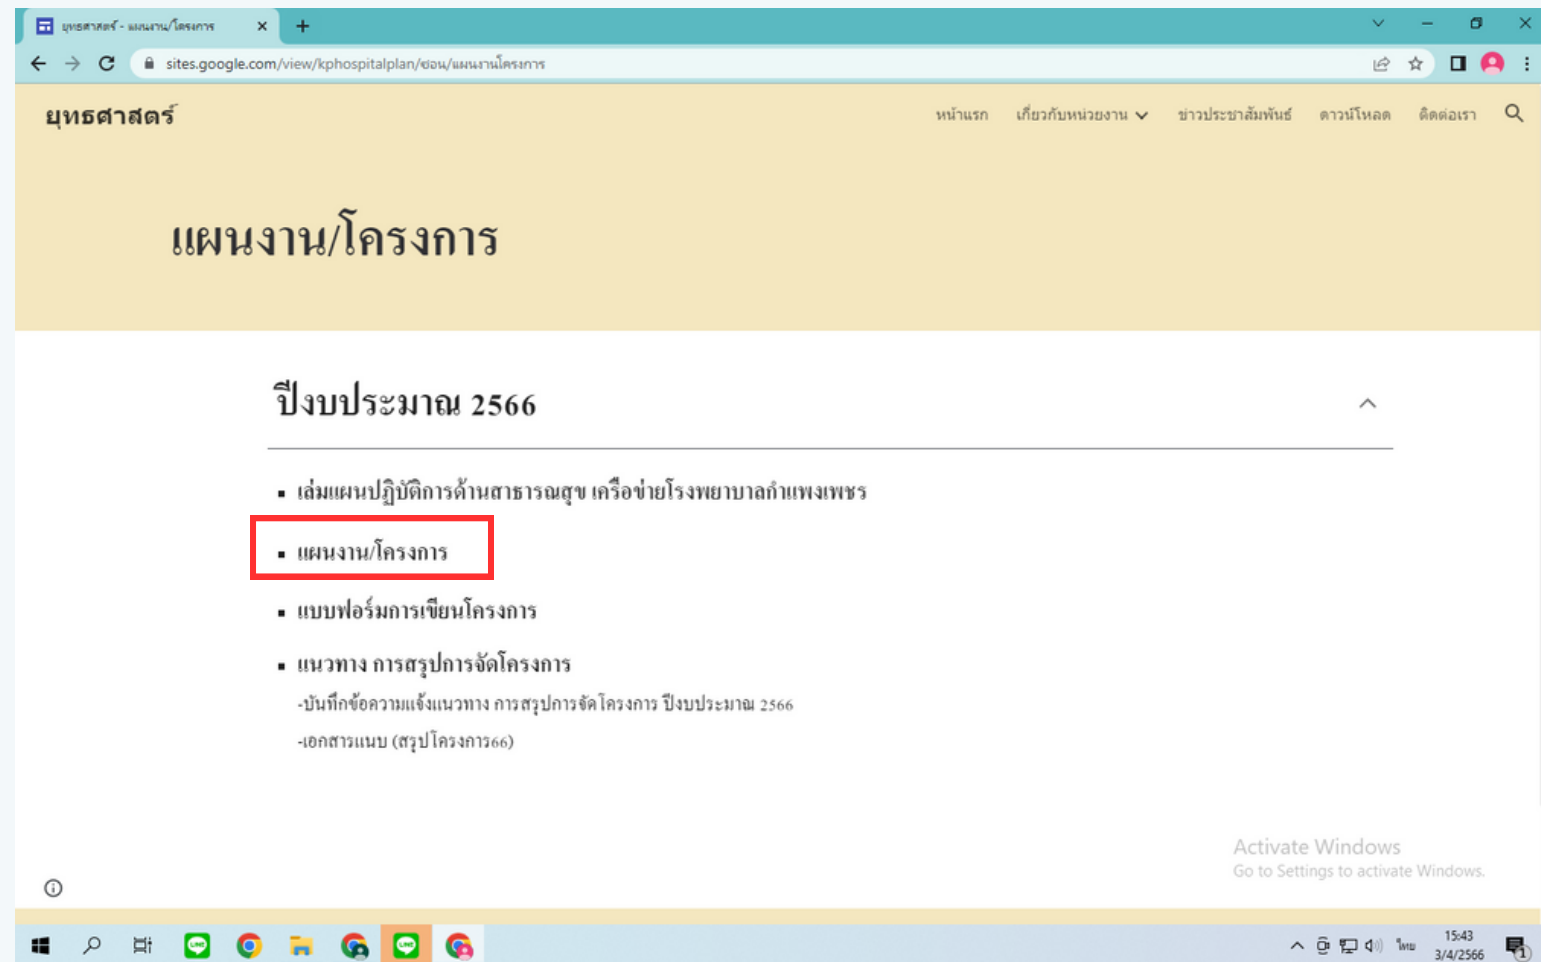 ยุทธศาสตร์ - แผนงาน/โครงการ
sites.google.com/view/kphospitalplan/ซ่อน/แผนงานโครงการ
ยุทธศาสตร์
หน้าแรก เกี่ยวกับหน่วยงาน ข่าวประชาสัมพันธ์ ดาวน์โหลด ติดต่อเรา
แผนงาน/โครงการ
ปีงบประมาณ 2566
▪ เล่มแผนปฏิบัติการด้านสาธารณสุข เครือข่ายโรงพยาบาลกำแพงเพชร
▪ แผนงาน/โครงการ
▪ แบบฟอร์มการเขียนโครงการ
▪ แนวทาง การสรุปการจัดโครงการ
-บันทึกข้อความแจ้งแนวทาง การสรุปการจัดโครงการ ปีงบประมาณ 2566
-เอกสารแนบ (สรุปโครงการ66)
Activate Windows
Go to Settings to activate Windows.
LINE LINE
ไทย
15:43
3/4/2566
1